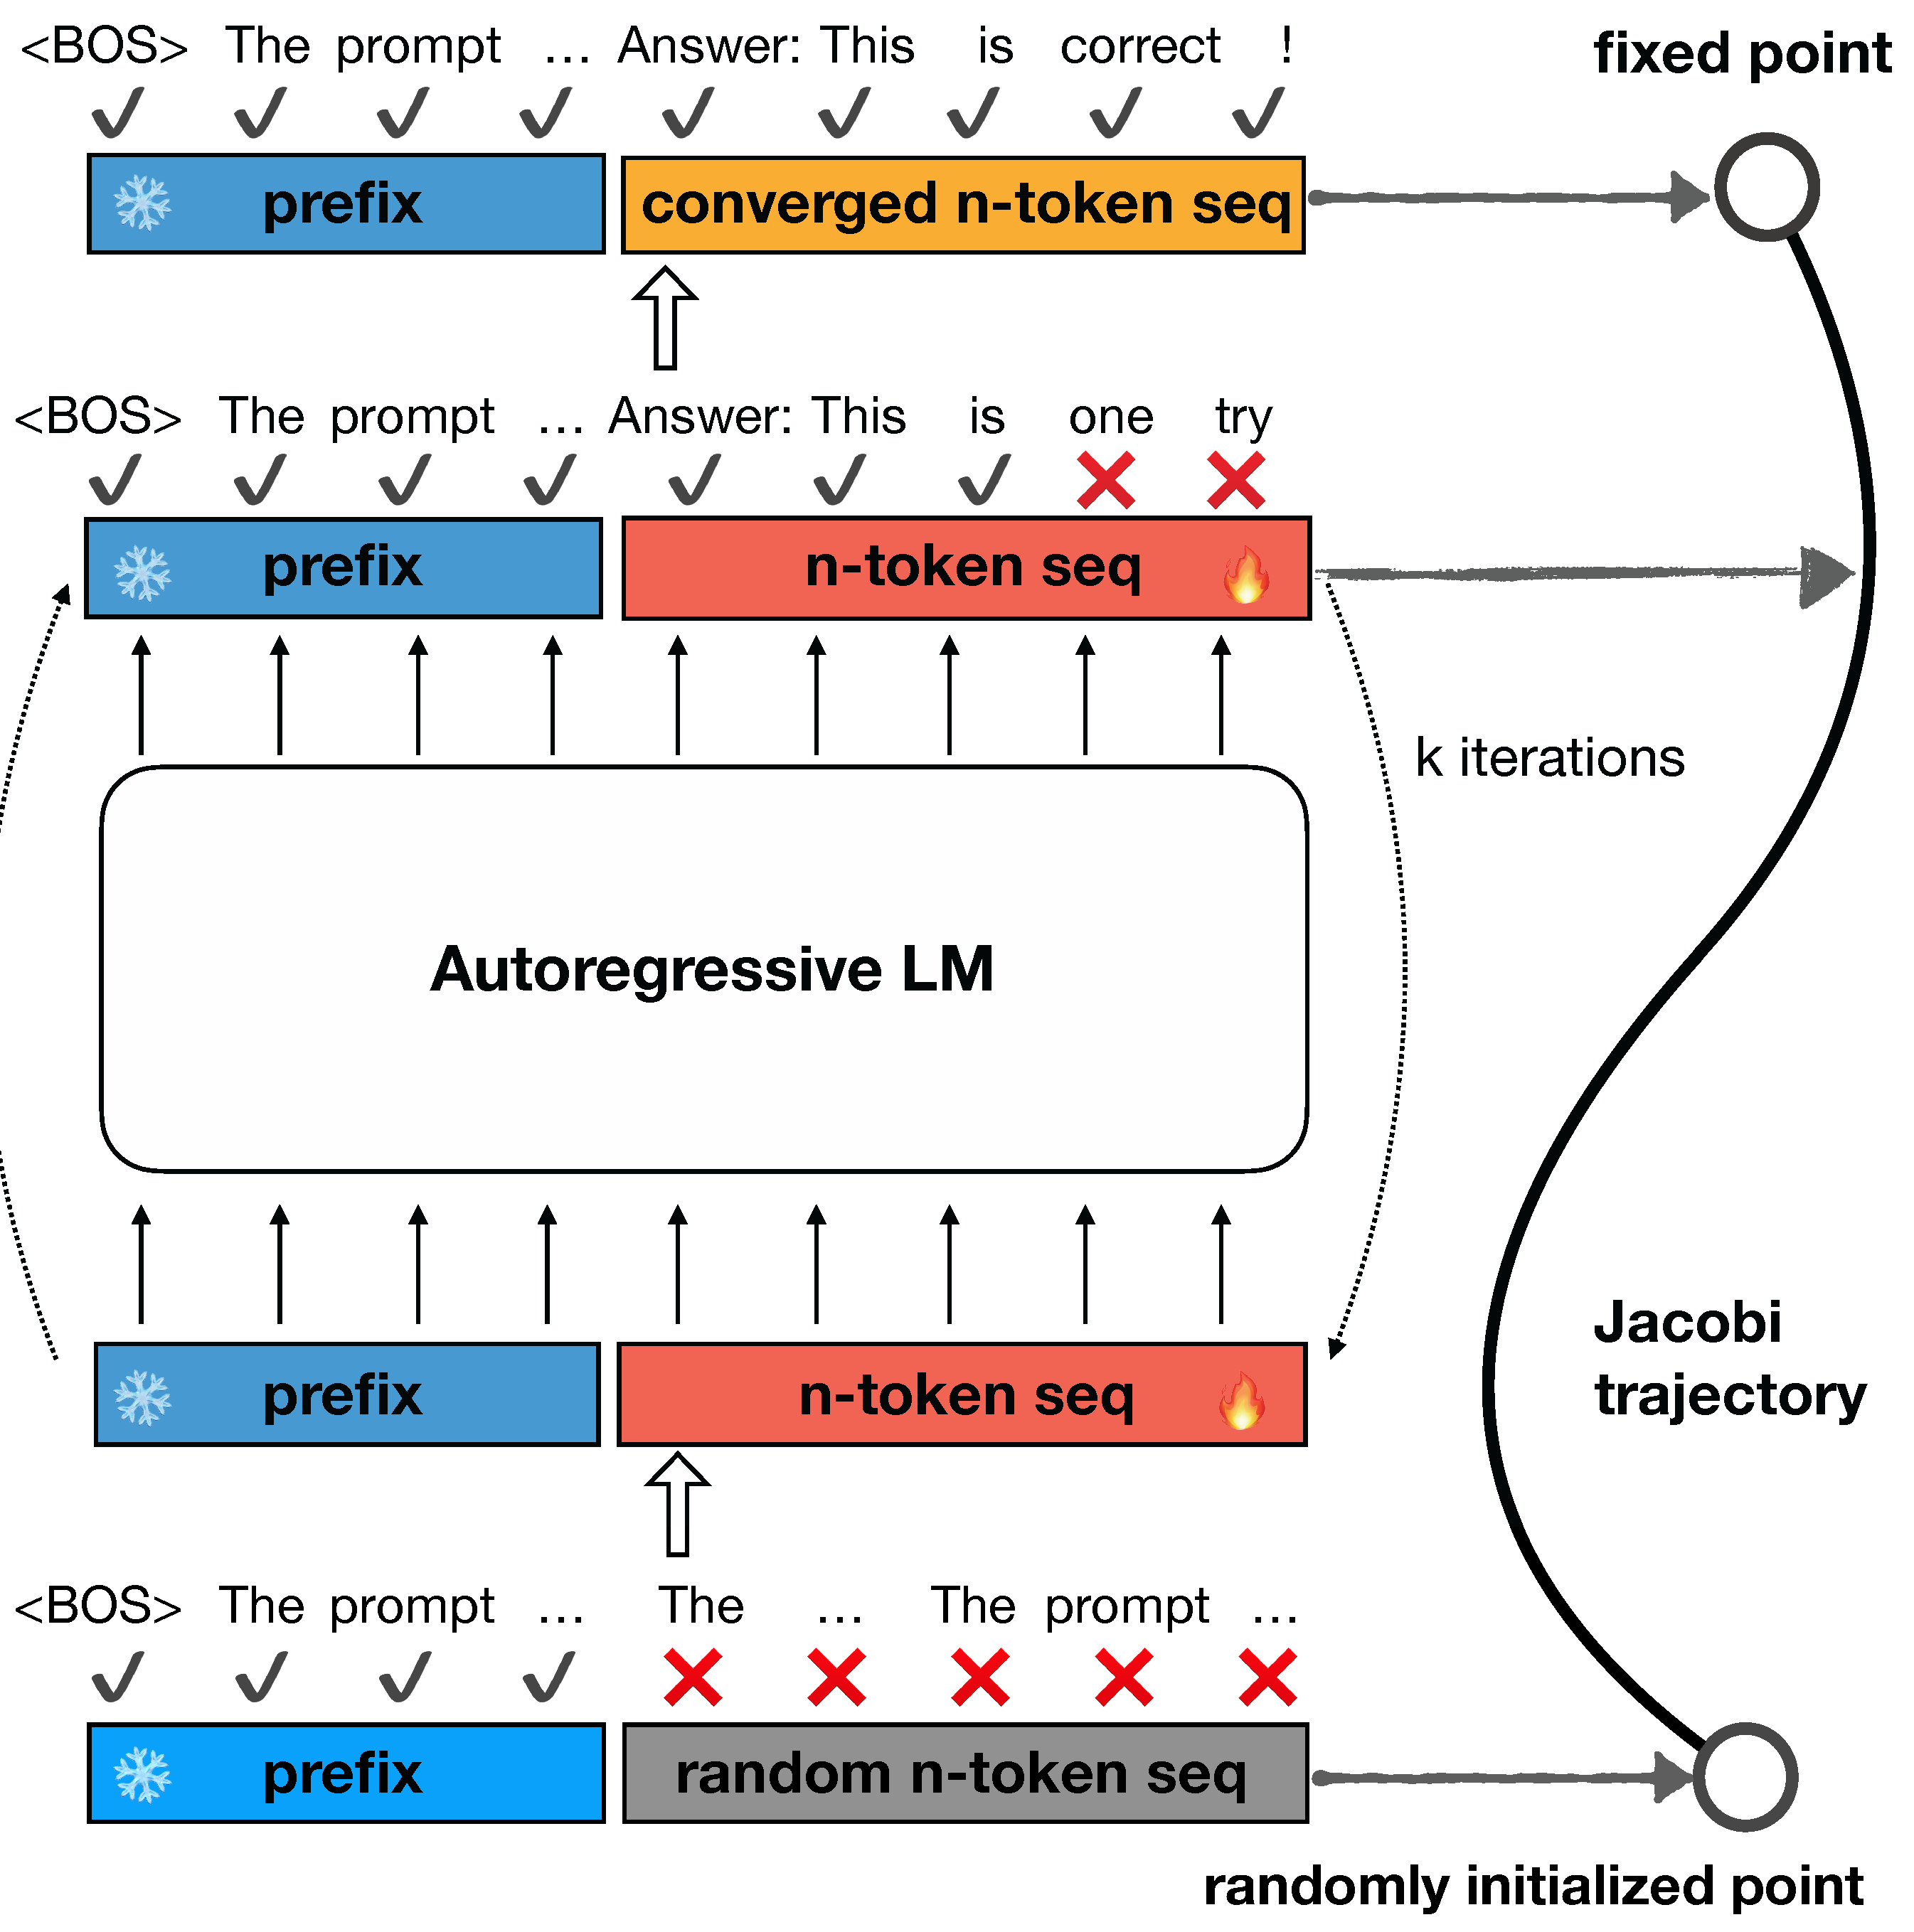 <BOS> The prompt ... Answer: This is correct !
fixed point
prefix
converged n-token seq
<BOS> The prompt ... Answer: This is one try
prefix
n-token seq
k iterations
Autoregressive LM
Jacobi
trajectory
prefix
n-token seq
<BOS> The prompt ... The ... The prompt ...
prefix
random n-token seq
randomly initialized point